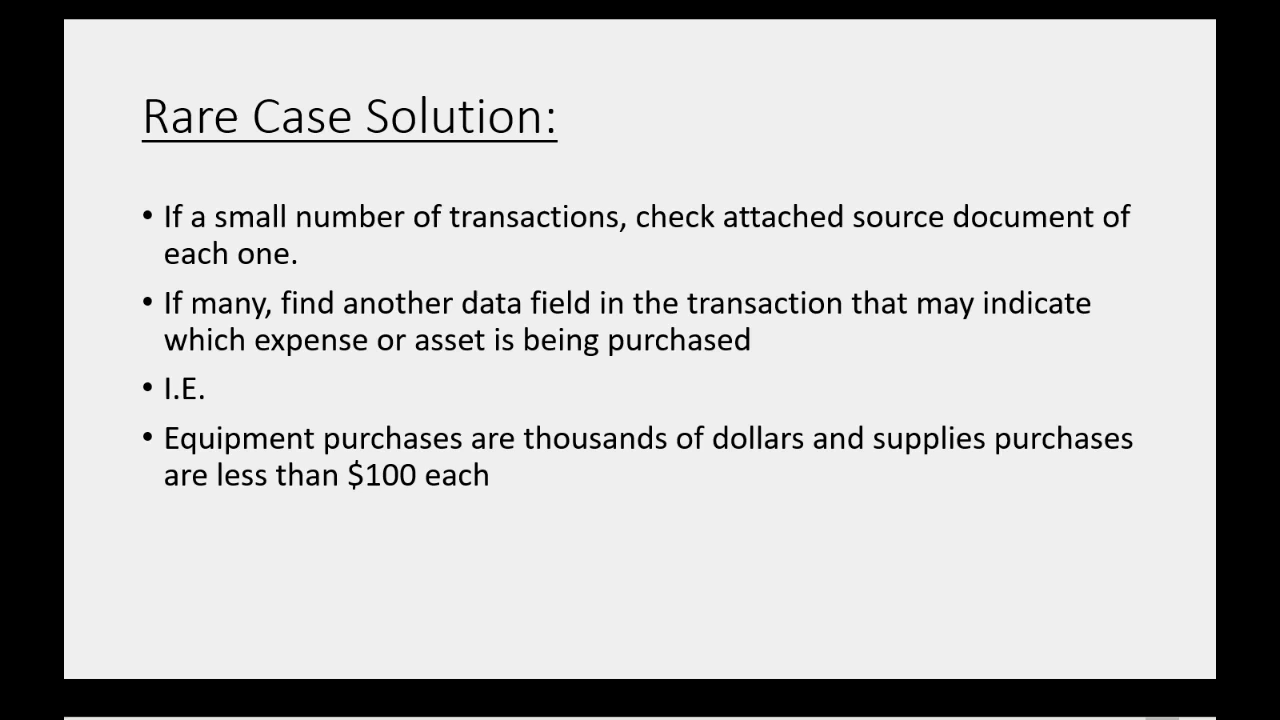 Rare Case Solution:
• If a small number of transactions, check attached source document of
each one.
• If many, find another data field in the transaction that may indicate
which expense or asset is being purchased
• I.E.
• Equipment purchases are thousands of dollars and supplies purchases
are less than $100 each